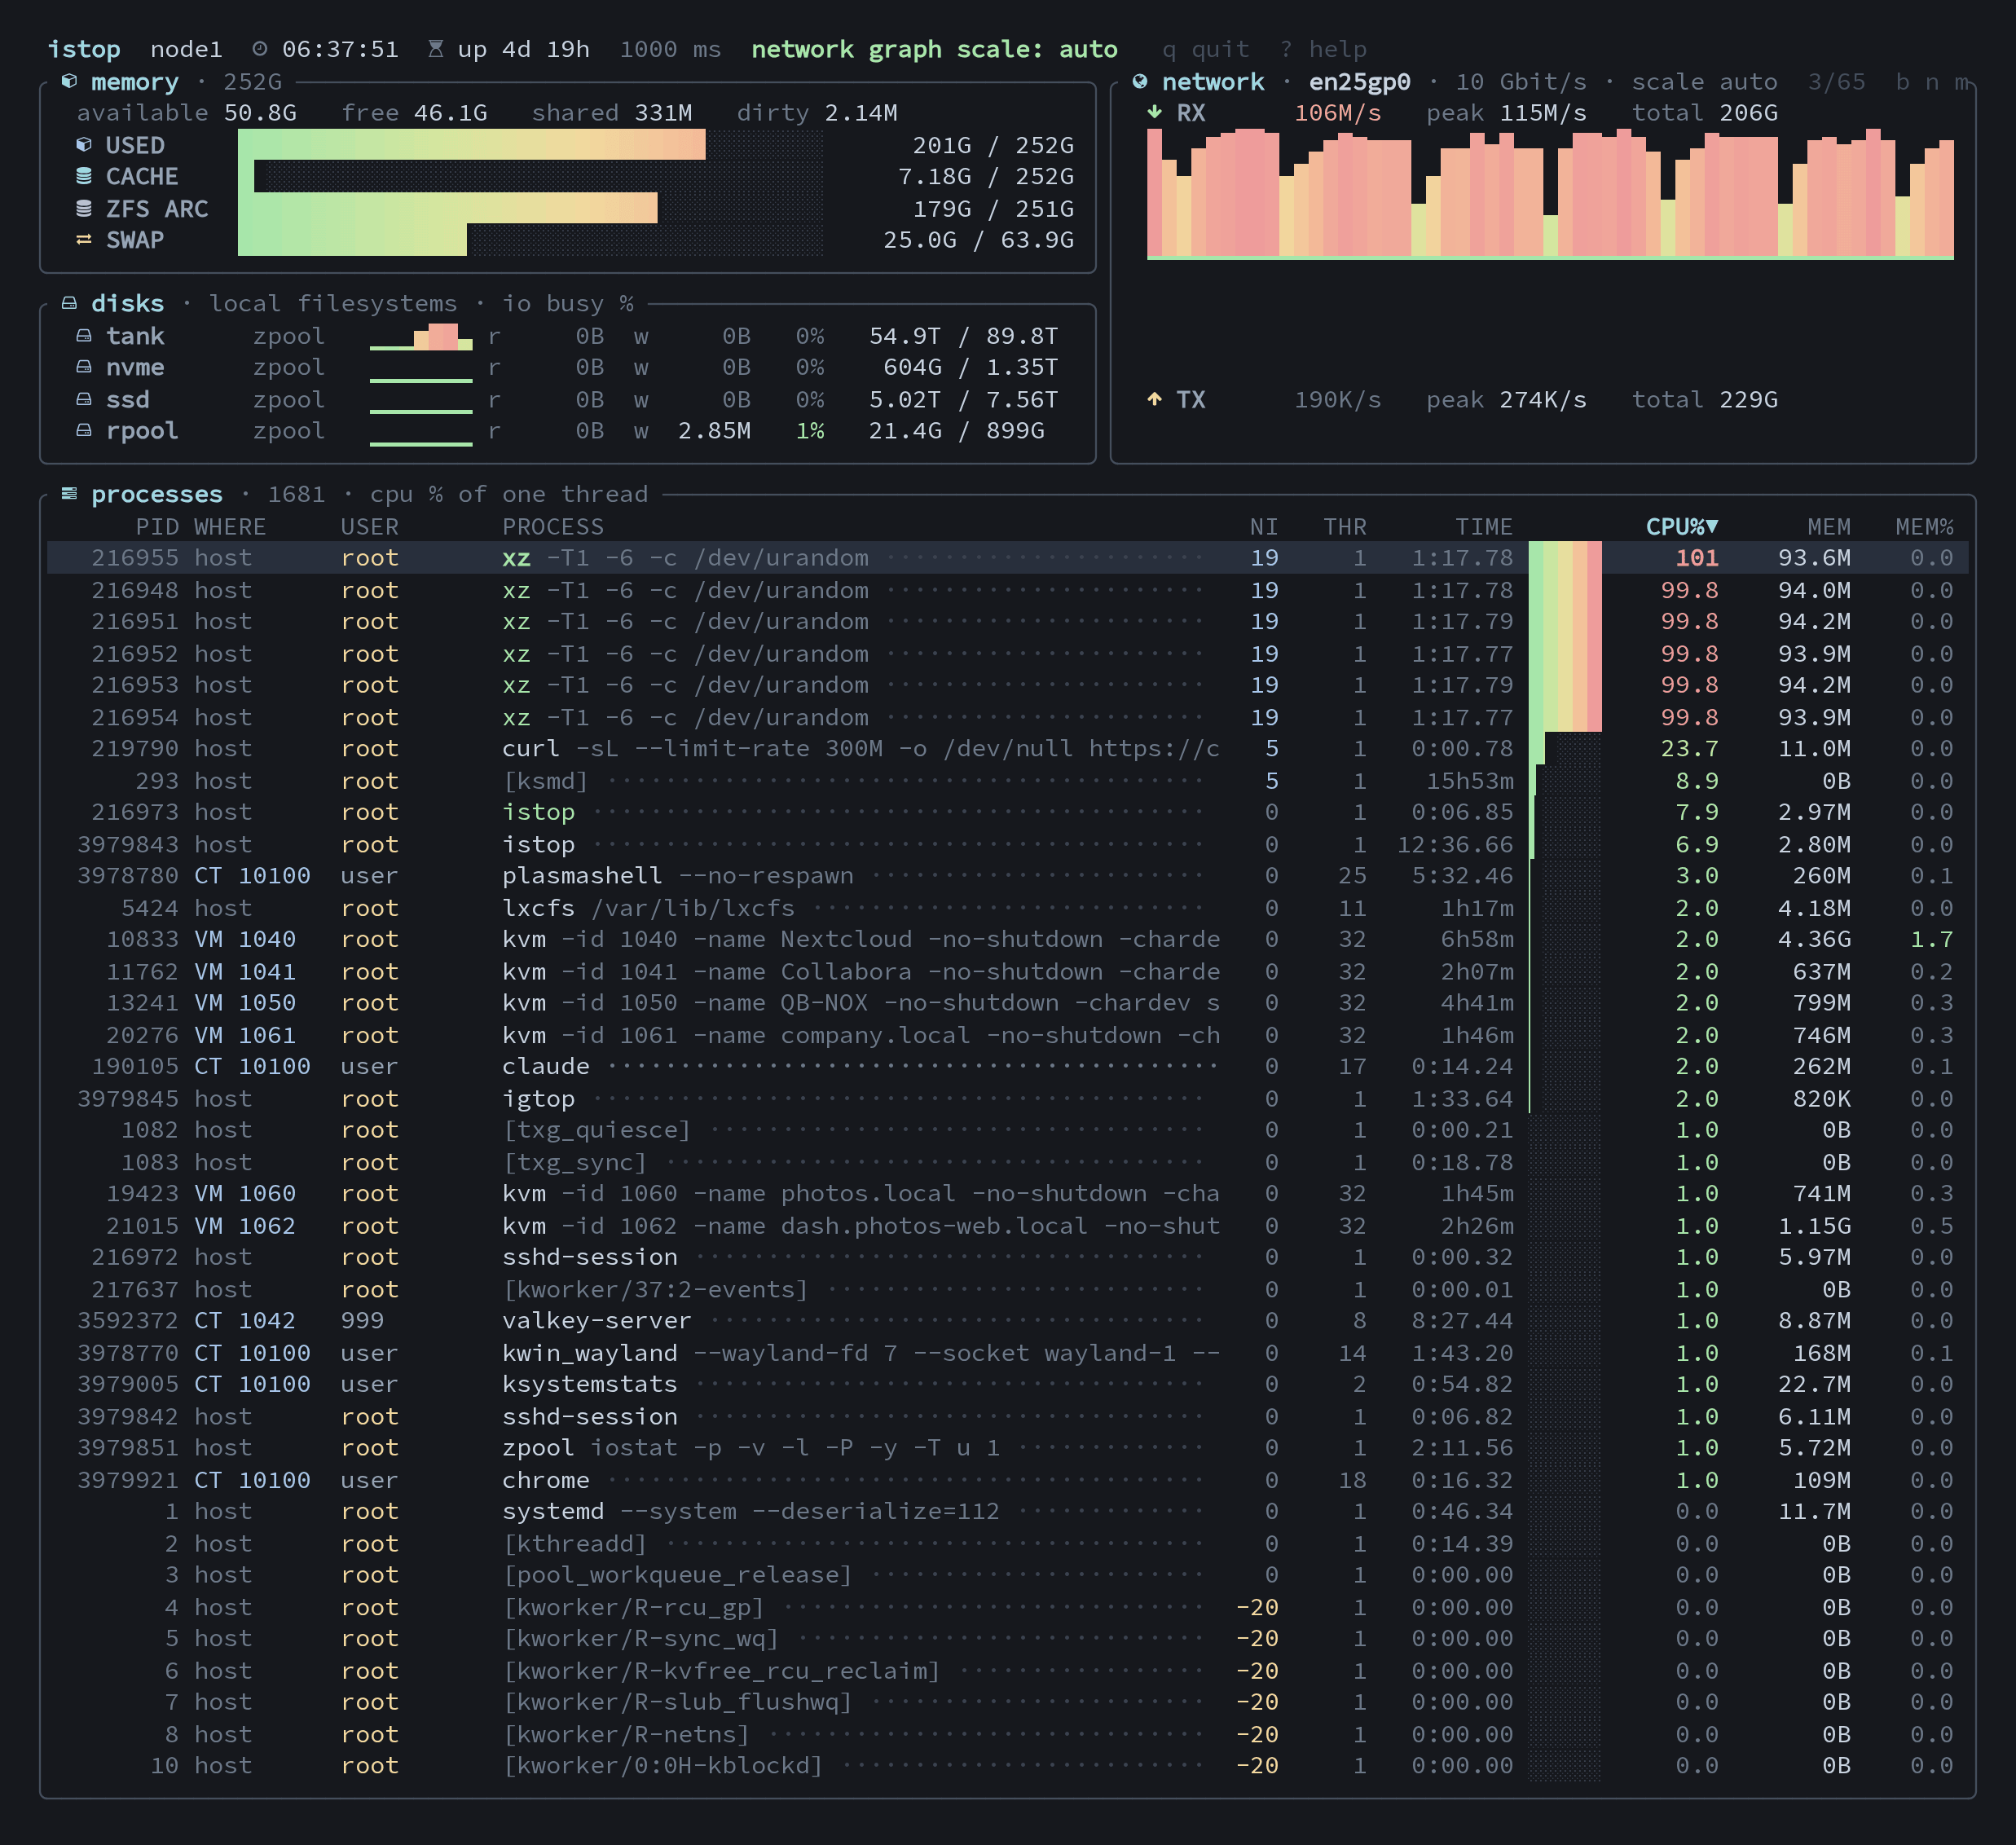 istop node1 06:37:51 up 4d 19h 1000 ms network graph scale: auto q quit ? help
memory · 252G
available 50.8G free 46.1G shared 331M dirty 2.14M
USED 201G / 252G
CACHE 7.18G / 252G
ZFS ARC 179G / 251G
SWAP 25.0G / 63.9G
network · en25gp0 · 10 Gbit/s · scale auto 3/65 b n m
RX 106M/s peak 115M/s total 206G
TX 190K/s peak 274K/s total 229G
disks · local filesystems · io busy %
tank zpool r 0B w 0B 0% 54.9T / 89.8T
nvme zpool r 0B w 0B 0% 604G / 1.35T
ssd zpool r 0B w 0B 0% 5.02T / 7.56T
rpool zpool r 0B w 2.85M 1% 21.4G / 899G
processes · 1681 · cpu % of one thread
PID WHERE USER PROCESS NI THR TIME CPU%▼ MEM MEM%
216955 host root xz -T1 -6 -c /dev/urandom 19 1 1:17.78 101 93.6M 0.0
216948 host root xz -T1 -6 -c /dev/urandom 19 1 1:17.78 99.8 94.0M 0.0
216951 host root xz -T1 -6 -c /dev/urandom 19 1 1:17.79 99.8 94.2M 0.0
216952 host root xz -T1 -6 -c /dev/urandom 19 1 1:17.77 99.8 93.9M 0.0
216953 host root xz -T1 -6 -c /dev/urandom 19 1 1:17.79 99.8 94.2M 0.0
216954 host root xz -T1 -6 -c /dev/urandom 19 1 1:17.77 99.8 93.9M 0.0
219790 host root curl -sL --limit-rate 300M -o /dev/null https://c 5 1 0:00.78 23.7 11.0M 0.0
293 host root [ksmd] 5 1 15h53m 8.9 0B 0.0
216973 host root istop 0 1 0:06.85 7.9 2.97M 0.0
3979843 host root istop 0 1 12:36.66 6.9 2.80M 0.0
3978780 CT 10100 user plasmashell --no-respawn 0 25 5:32.46 3.0 260M 0.1
5424 host root lxcfs /var/lib/lxcfs 0 11 1h17m 2.0 4.18M 0.0
10833 VM 1040 root kvm -id 1040 -name Nextcloud -no-shutdown -charde 0 32 6h58m 2.0 4.36G 1.7
11762 VM 1041 root kvm -id 1041 -name Collabora -no-shutdown -charde 0 32 2h07m 2.0 637M 0.2
13241 VM 1050 root kvm -id 1050 -name QB-NOX -no-shutdown -chardev s 0 32 4h41m 2.0 799M 0.3
20276 VM 1061 root kvm -id 1061 -name company.local -no-shutdown -ch 0 32 1h46m 2.0 746M 0.3
190105 CT 10100 user claude 0 17 0:14.24 2.0 262M 0.1
3979845 host root igtop 0 1 1:33.64 2.0 820K 0.0
1082 host root [txg_quiesce] 0 1 0:00.21 1.0 0B 0.0
1083 host root [txg_sync] 0 1 0:18.78 1.0 0B 0.0
19423 VM 1060 root kvm -id 1060 -name photos.local -no-shutdown -cha 0 32 1h45m 1.0 741M 0.3
21015 VM 1062 root kvm -id 1062 -name dash.photos-web.local -no-shut 0 32 2h26m 1.0 1.15G 0.5
216972 host root sshd-session 0 1 0:00.32 1.0 5.97M 0.0
217637 host root [kworker/37:2-events] 0 1 0:00.01 1.0 0B 0.0
3592372 CT 1042 999 valkey-server 0 8 8:27.44 1.0 8.87M 0.0
3978770 CT 10100 user kwin_wayland --wayland-fd 7 --socket wayland-1 -- 0 14 1:43.20 1.0 168M 0.1
3979005 CT 10100 user ksystemstats 0 2 0:54.82 1.0 22.7M 0.0
3979842 host root sshd-session 0 1 0:06.82 1.0 6.11M 0.0
3979851 host root zpool iostat -p -v -l -P -y -T u 1 0 1 2:11.56 1.0 5.72M 0.0
3979921 CT 10100 user chrome 0 18 0:16.32 1.0 109M 0.0
1 host root systemd --system --deserialize=112 0 1 0:46.34 0.0 11.7M 0.0
2 host root [kthreadd] 0 1 0:14.39 0.0 0B 0.0
3 host root [pool_workqueue_release] 0 1 0:00.00 0.0 0B 0.0
4 host root [kworker/R-rcu_gp] -20 1 0:00.00 0.0 0B 0.0
5 host root [kworker/R-sync_wq] -20 1 0:00.00 0.0 0B 0.0
6 host root [kworker/R-kvfree_rcu_reclaim] -20 1 0:00.00 0.0 0B 0.0
7 host root [kworker/R-slub_flushwq] -20 1 0:00.00 0.0 0B 0.0
8 host root [kworker/R-netns] -20 1 0:00.00 0.0 0B 0.0
10 host root [kworker/0:0H-kblockd] -20 1 0:00.00 0.0 0B 0.0